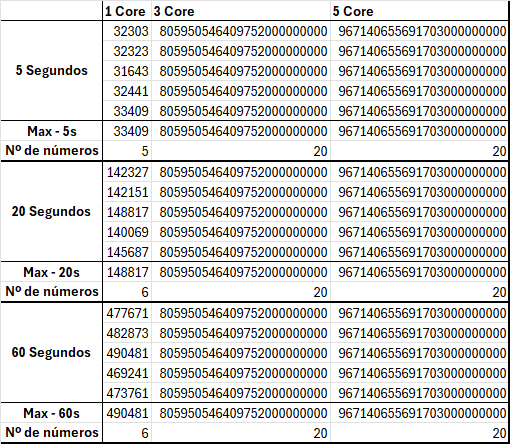 1 Core 3 Core 5 Core
32303 805950546409752000000000 967140655691703000000000
32323 805950546409752000000000 967140655691703000000000
5 Segundos 31643 805950546409752000000000 967140655691703000000000
32441 805950546409752000000000 967140655691703000000000
33409 805950546409752000000000 967140655691703000000000
Max - 5s 33409 805950546409752000000000 967140655691703000000000
Nº de números 5 20 20
142327 805950546409752000000000 967140655691703000000000
142151 805950546409752000000000 967140655691703000000000
20 Segundos 148817 805950546409752000000000 967140655691703000000000
140069 805950546409752000000000 967140655691703000000000
145687 805950546409752000000000 967140655691703000000000
Max - 20s 148817 805950546409752000000000 967140655691703000000000
Nº de números 6 20 20
477671 805950546409752000000000 967140655691703000000000
482873 805950546409752000000000 967140655691703000000000
60 Segundos 490481 805950546409752000000000 967140655691703000000000
469241 805950546409752000000000 967140655691703000000000
473761 805950546409752000000000 967140655691703000000000
Max - 60s 490481 805950546409752000000000 967140655691703000000000
Nº de números 6 20 20